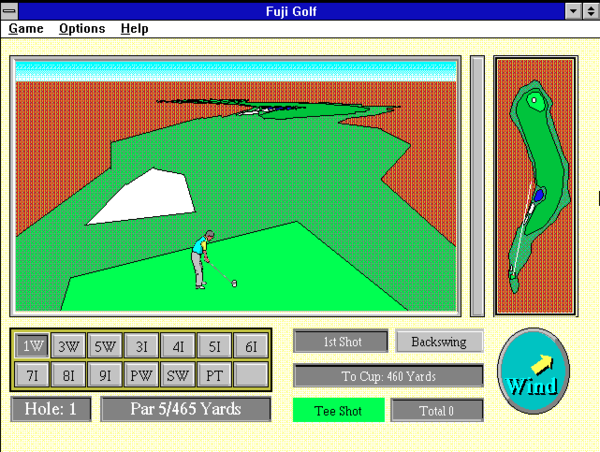 Fuji Golf
Game Options Help
1W 3W 5W 3I 4I 5I 6I
7I 8I 9I PW SW PT
Hole: 1
Par 5/465 Yards
1st Shot
Backswing
To Cup: 460 Yards
Tee Shot
Total 0
Wind